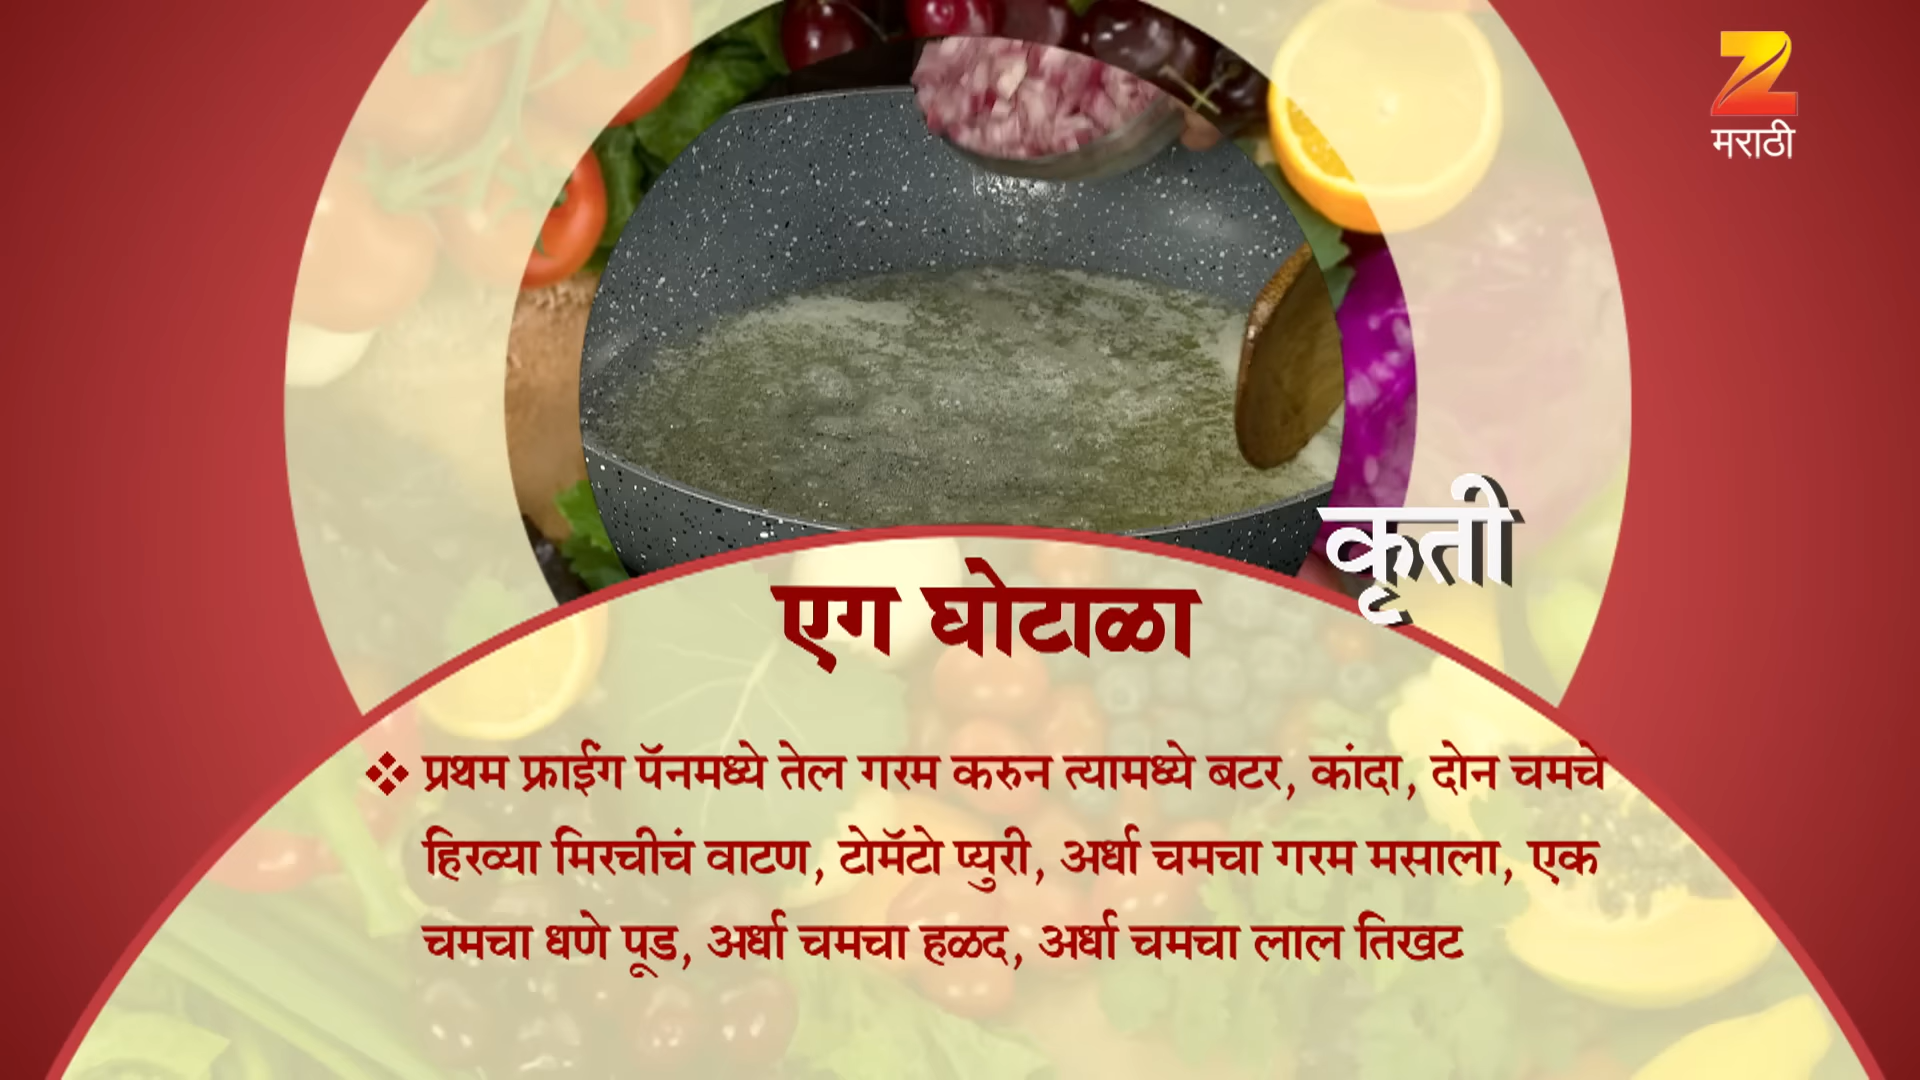 मराठी
कृती
एग घोटाळा
❖ प्रथम फ्राईंग पॅनमध्ये तेल गरम करुन त्यामध्ये बटर, कांदा, दोन चमचे
हिरव्या मिरचीचं वाटण, टोमॅटो प्युरी, अर्धा चमचा गरम मसाला, एक
चमचा धणे पूड, अर्धा चमचा हळद, अर्धा चमचा लाल तिखट